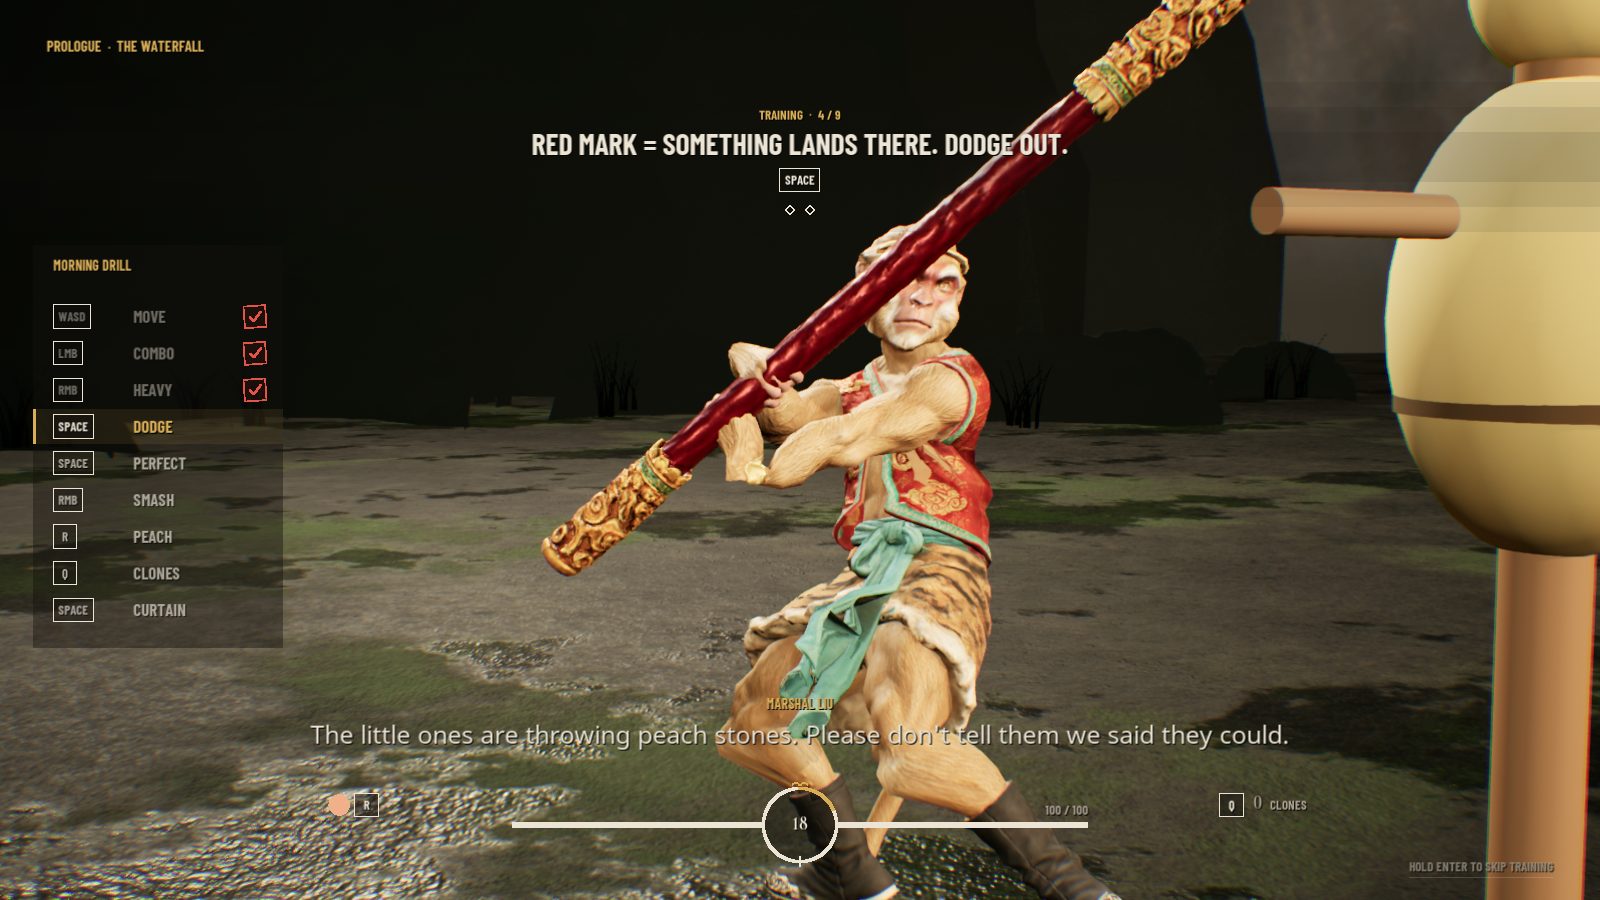 PROLOGUE · THE WATERFALL
TRAINING · 4 / 9
RED MARK = SOMETHING LANDS THERE. DODGE OUT.
SPACE
MORNING DRILL
WASD MOVE
LMB COMBO
RMB HEAVY
SPACE DODGE
SPACE PERFECT
RMB SMASH
R PEACH
Q CLONES
SPACE CURTAIN
MARSHAL LIU
The little ones are throwing peach stones. Please don't tell them we said they could.
R
18
100 / 100
Q 0 CLONES
HOLD ENTER TO SKIP TRAINING